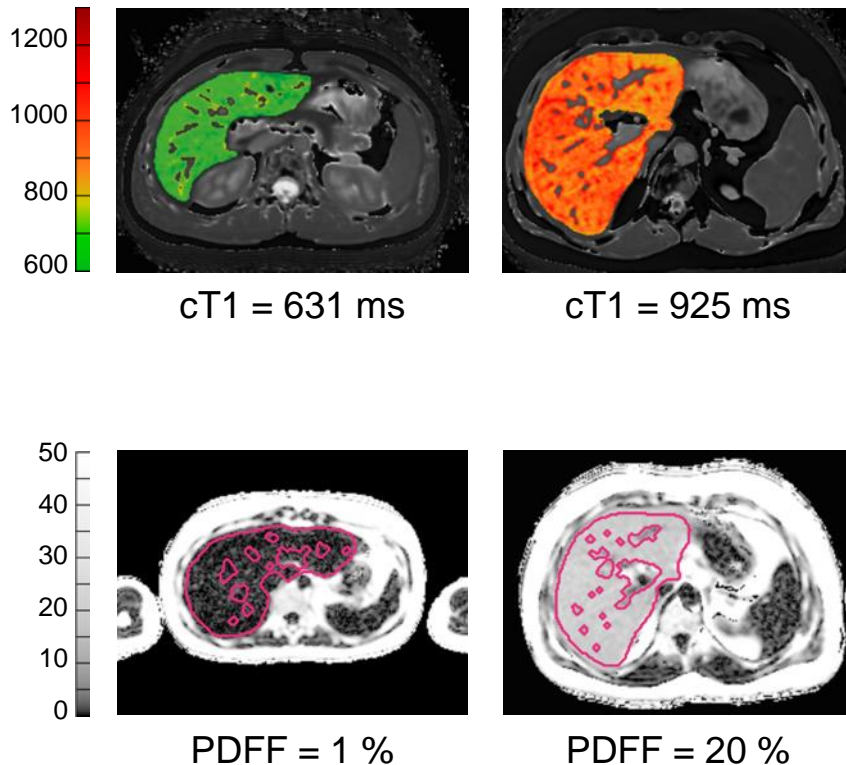 1200
1000
800
600
cT1 = 631 ms
cT1 = 925 ms
50
40
30
20
10
0
PDFF = 1 %
PDFF = 20 %